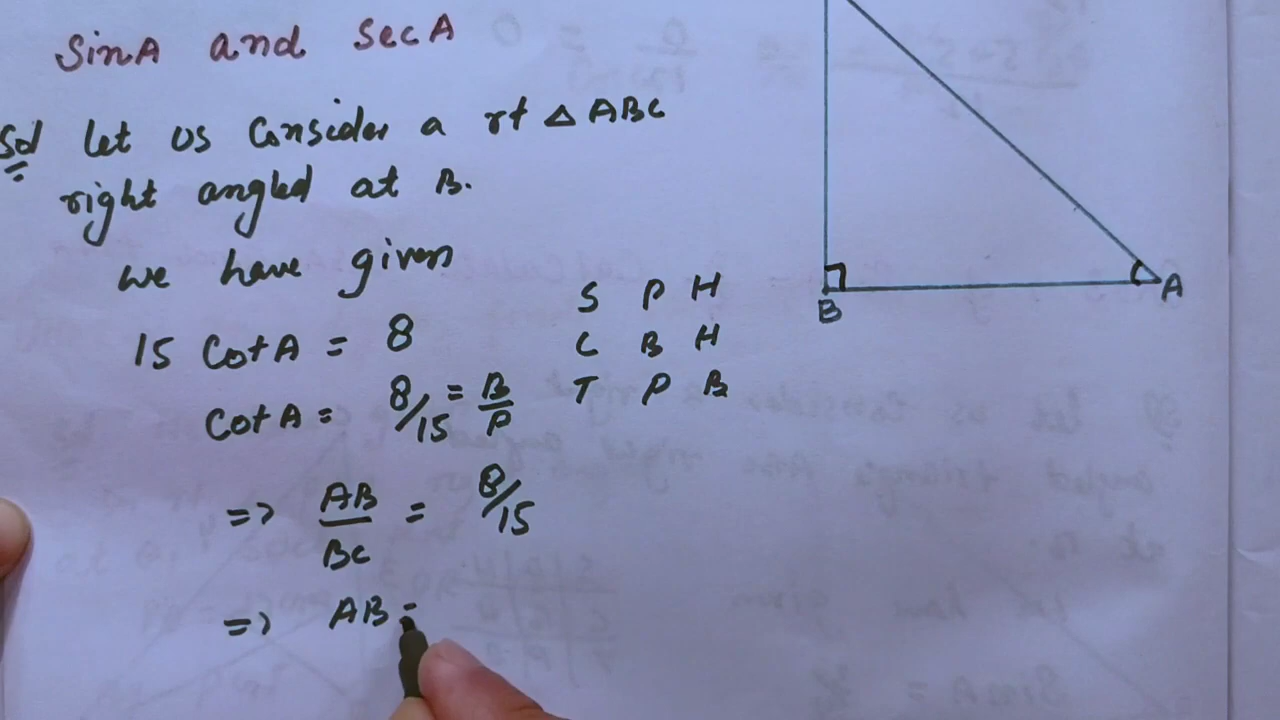 SinA and secA
Sol Let us Consider a rt △ ABC
right angled at B.
we have given
15 CotA = 8
CotA = 8/15 = B/P
=> AB/BC = 8/15
=> AB =
S P H
C B H
T P B
B
A